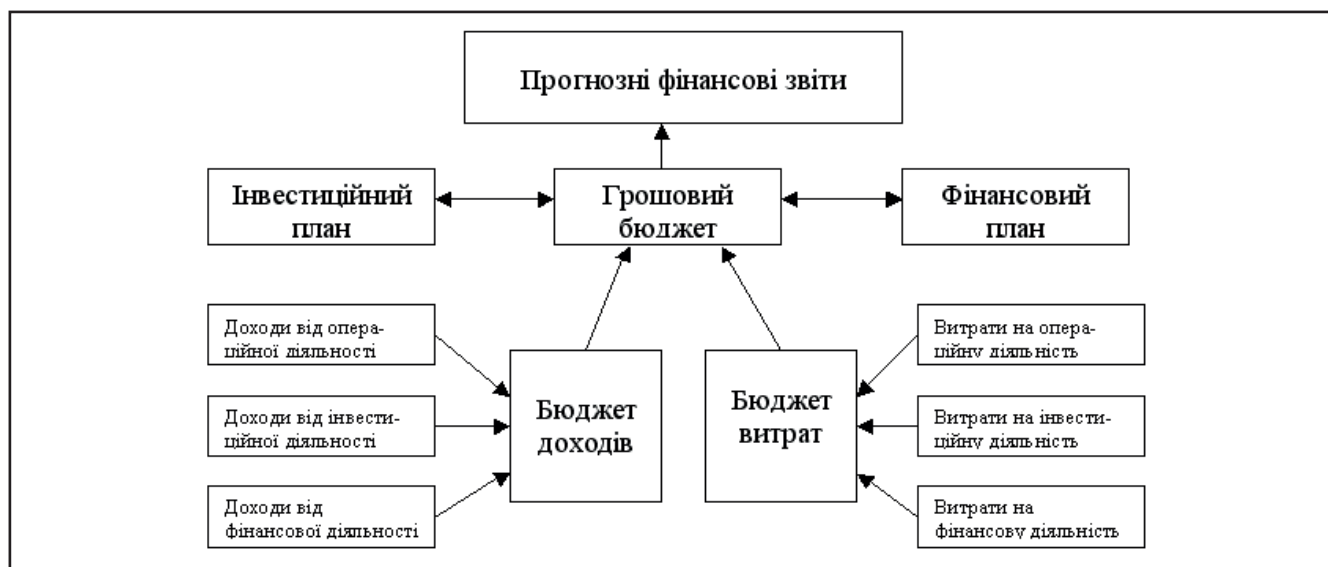 Прогнозні фінансові звіти
Інвестиційний
план
Грошовий
бюджет
Фінансовий
план
Доходи від опера-
ційної діяльності
Доходи від інвести-
ційної діяльності
Доходи від
фінансової діяльності
Бюджет
доходів
Бюджет
витрат
Витрати на опера-
ційну діяльність
Витрати на інвести-
ційну діяльність
Витрати на
фінансову діяльність